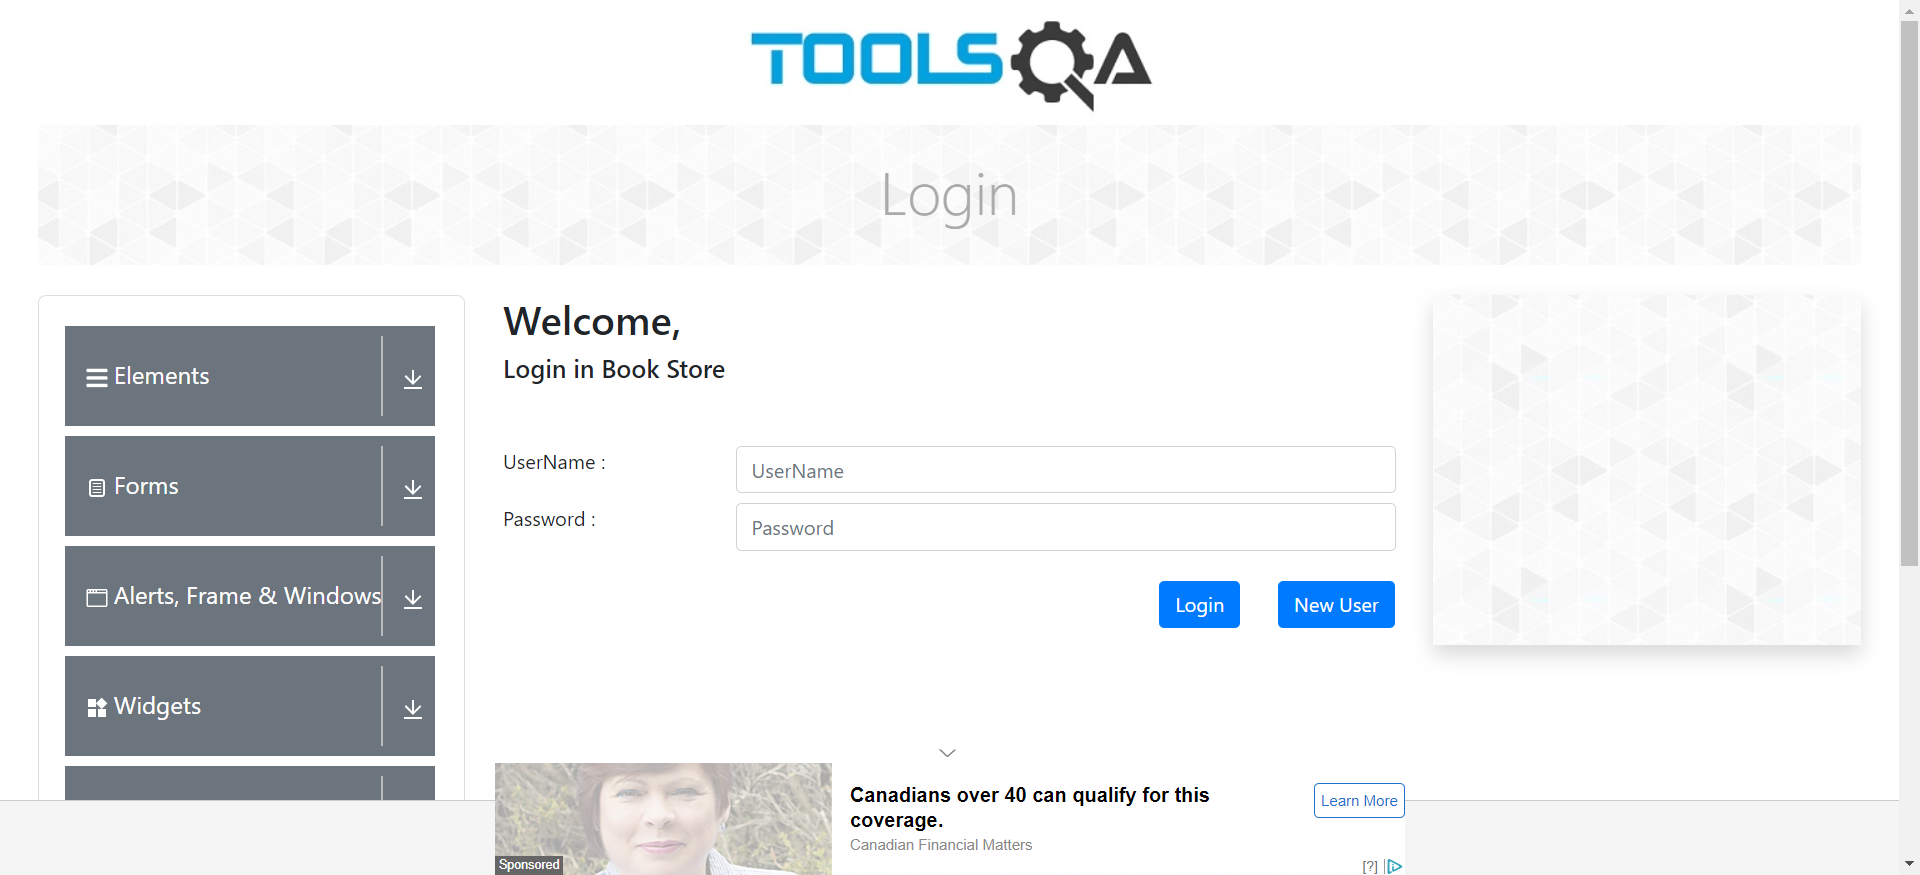 TOOLSQA
Login
Elements
Forms
Alerts, Frame & Windows
Widgets
Welcome,
Login in Book Store
UserName :
UserName
Password :
Password
Login
New User
Sponsored
Canadians over 40 can qualify for this
coverage.
Canadian Financial Matters
Learn More
[?]